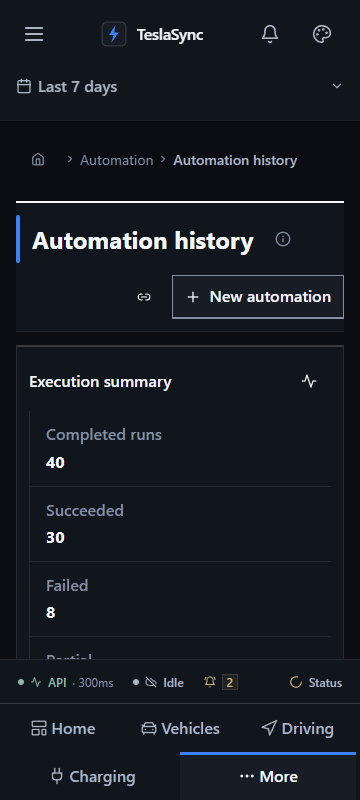 TeslaSync
Last 7 days
Automation
Automation history
Automation history
New automation
Execution summary
Completed runs
40
Succeeded
30
Failed
8
Partial
API · 300ms
Idle
2
Status
Home
Vehicles
Driving
Charging
More